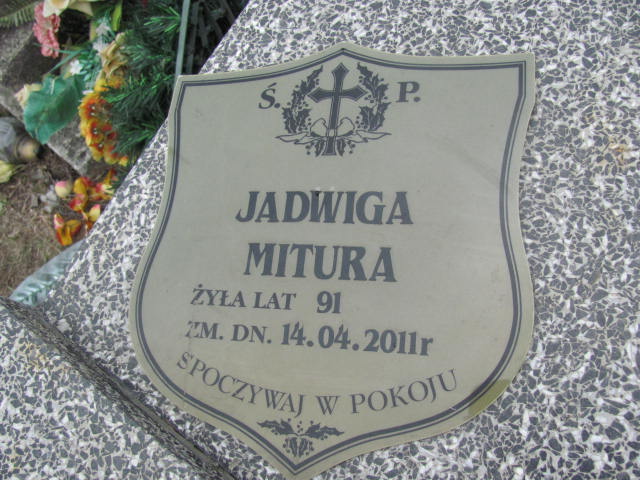 Ś. P.
JADWIGA
MITURA
ŻYŁA LAT 91
ZM. DN. 14.04.2011r
SPOCZYWAJ W POKOJU